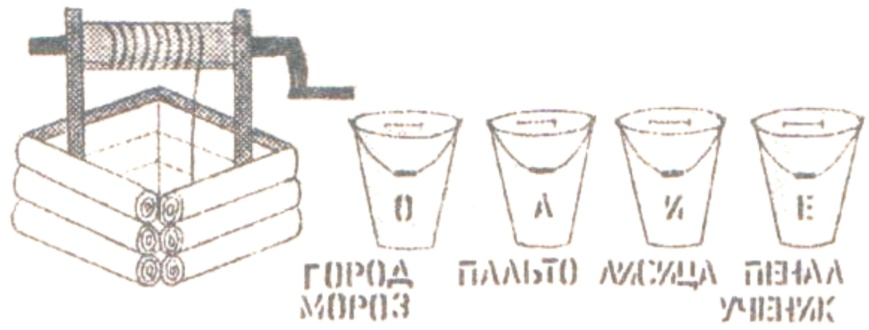 О А И Е
ГОРОД ПАЛЬТО ЛИСИЦА ПЕНАЛ
МОРОЗ УЧЕНИК